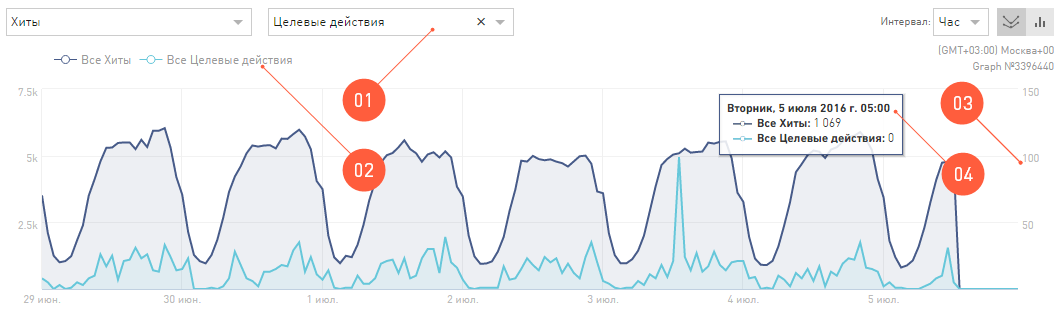 Хиты
Целевые действия
Интервал: Час
(GMT+03:00) Москва+00
Graph №3396440
Все Хиты
Все Целевые действия
7.5k
5k
2.5k
150
100
50
01
02
03
04
Вторник, 5 июля 2016 г. 05:00
Все Хиты: 1 069
Все Целевые действия: 0
29 июн.
30 июн.
1 июл.
2 июл.
3 июл.
4 июл.
5 июл.